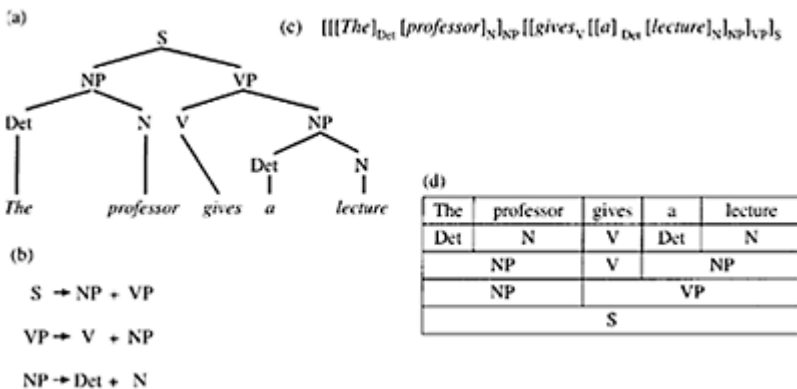 (a)
S
NP VP
Det N V NP
Det N
The professor gives a lecture
(b)
S → NP + VP
VP → V + NP
NP → Det + N
(c) [[[The]Det [professor]N]NP [[givesV [[a] Det [lecture]N]NP]VP]S
(d)
The professor gives a lecture
Det N V Det N
NP V NP
NP VP
S